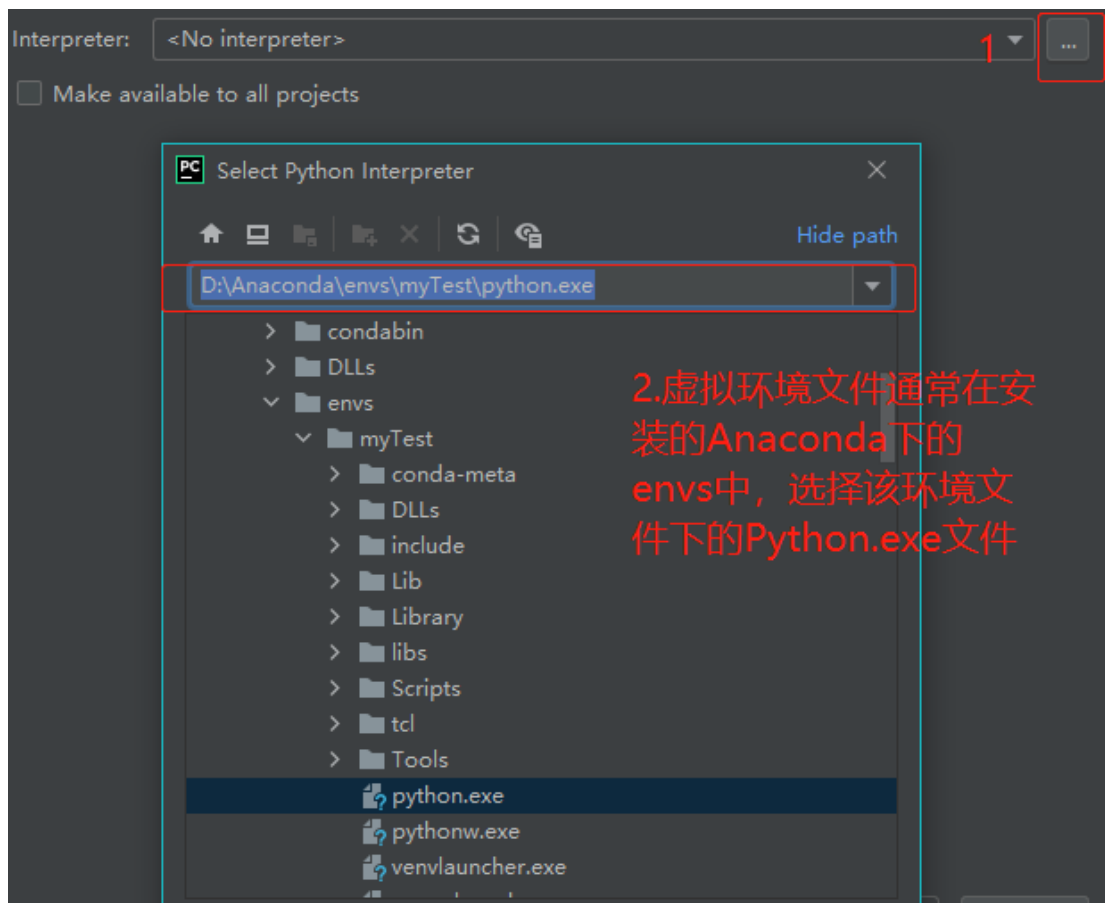 Interpreter: <No interpreter> 1 ...
Make available to all projects
PC Select Python Interpreter
Hide path
D:\Anaconda\envs\myTest\python.exe
condabin
DLLs
envs
myTest
conda-meta
DLLs
include
Lib
Library
libs
Scripts
tcl
Tools
python.exe
pythonw.exe
venvlauncher.exe
2.虚拟环境文件通常在安
装的Anaconda下的
envs中，选择该环境文
件下的Python.exe文件